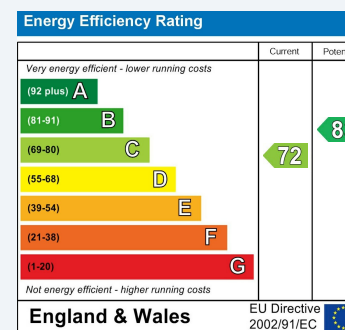 Energy Efficiency Rating
Current
Very energy efficient - lower running costs
(92 plus) A
(81-91) B
(69-80) C
72
(55-68) D
(39-54) E
(21-38) F
(1-20) G
Not energy efficient - higher running costs
England & Wales
EU Directive
2002/91/EC